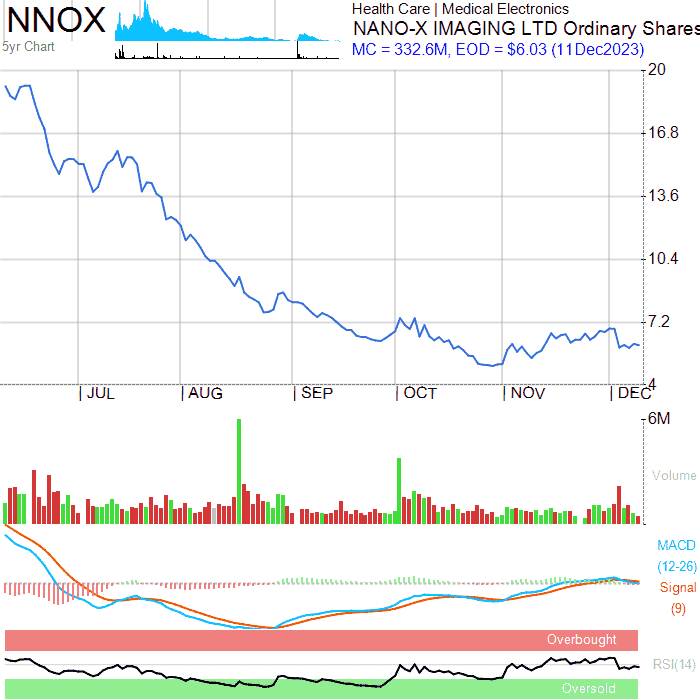 NNOX
5yr Chart
Health Care | Medical Electronics
NANO-X IMAGING LTD Ordinary Shares
MC = 332.6M, EOD = $6.03 (11Dec2023)
20
16.8
13.6
10.4
7.2
4
JUL AUG SEP OCT NOV DEC
6M
Volume
MACD
(12-26)
Signal
(9)
Overbought
RSI(14)
Oversold